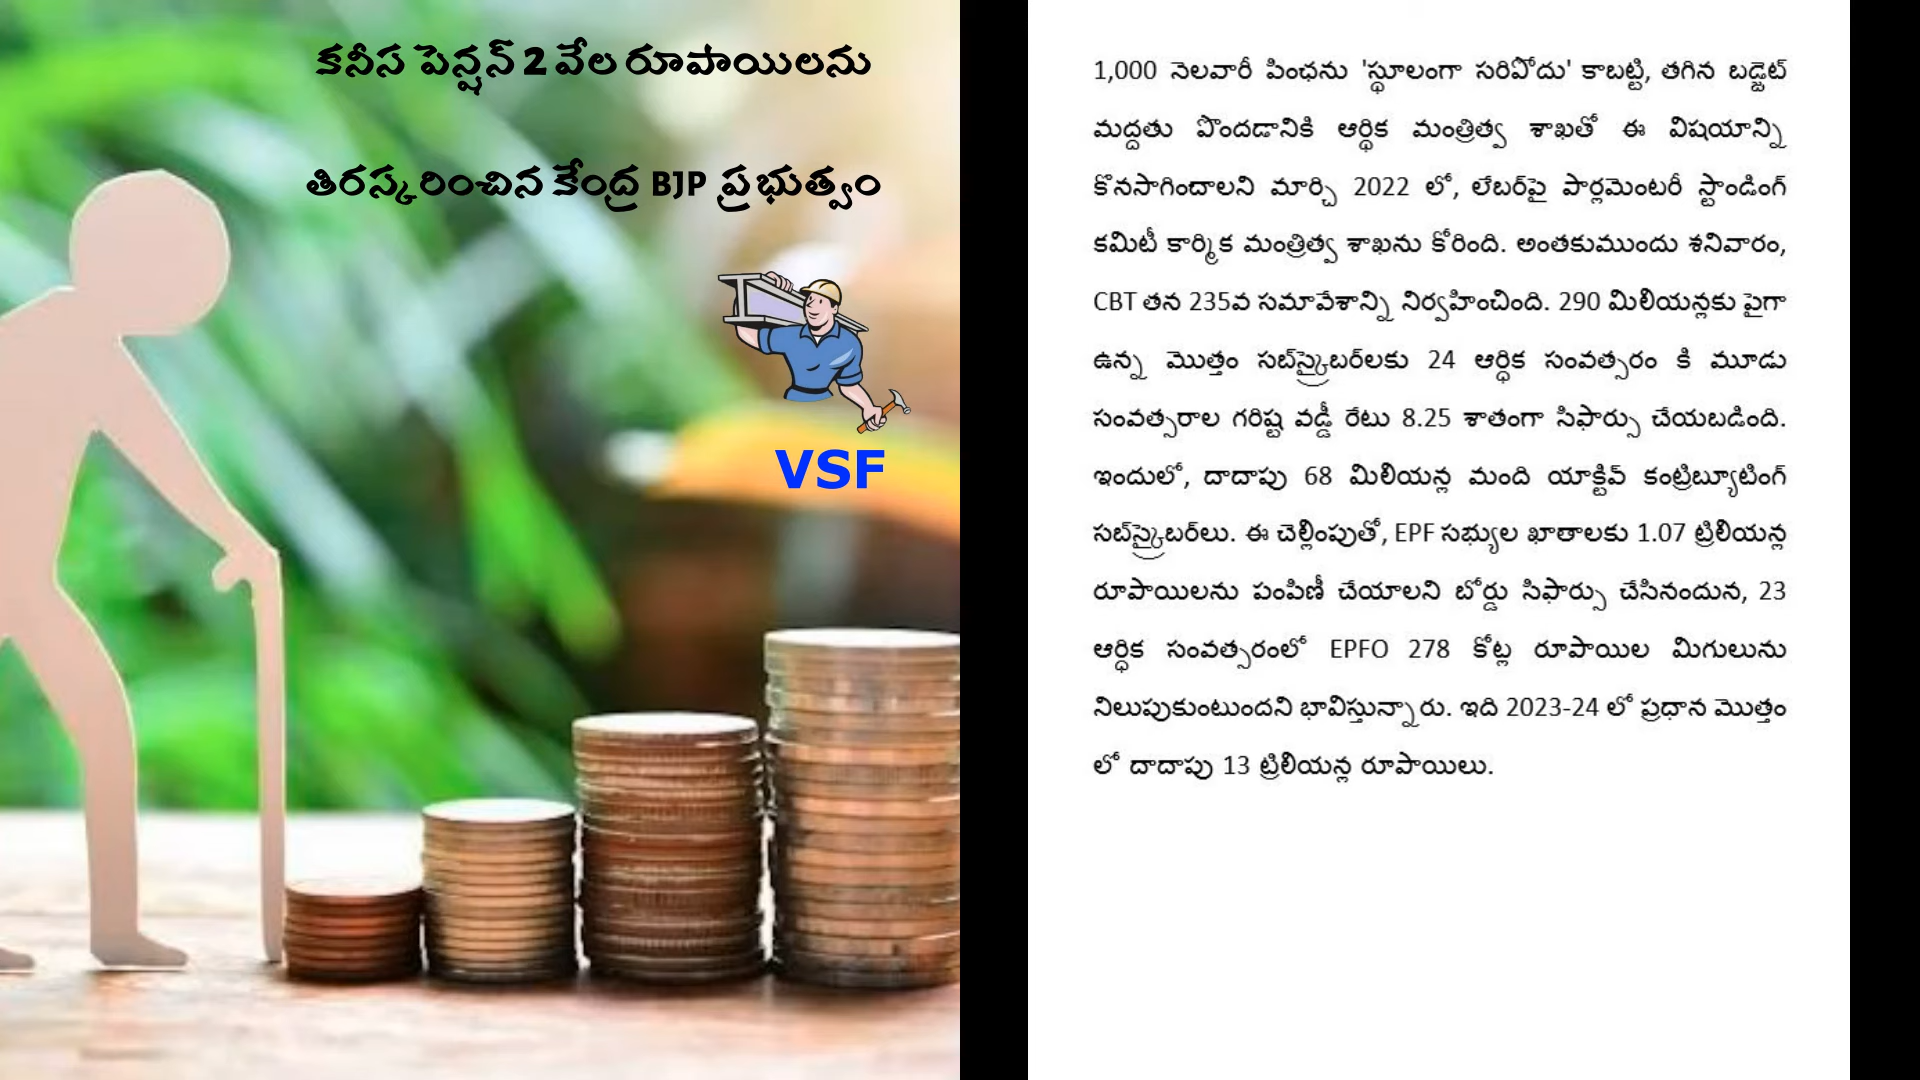 కనీస పెన్షన్ 2 వేల రూపాయిలను
తిరస్కరించిన కేంద్ర BJP ప్రభుత్వం
VSF
1,000 నెలవారీ పింఛను 'స్థూలంగా సరిపోదు' కాబట్టి, తగిన బడ్జెట్
మద్దతు పొందడానికి ఆర్థిక మంత్రిత్వ శాఖతో ఈ విషయాన్ని
కొనసాగించాలని మార్చి 2022 లో, లేబర్‌పై పార్లమెంటరీ స్టాండింగ్
కమిటీ కార్మిక మంత్రిత్వ శాఖను కోరింది. అంతకుముందు శనివారం,
CBT తన 235వ సమావేశాన్ని నిర్వహించింది. 290 మిలియన్లకు పైగా
ఉన్న మొత్తం సబ్‌స్క్రైబర్‌లకు 24 ఆర్ధిక సంవత్సరం కి మూడు
సంవత్సరాల గరిష్ట వడ్డీ రేటు 8.25 శాతంగా సిఫార్సు చేయబడింది.
ఇందులో, దాదాపు 68 మిలియన్ల మంది యాక్టివ్ కంట్రిబ్యూటింగ్
సబ్‌స్క్రైబర్‌లు. ఈ చెల్లింపుతో, EPF సభ్యుల ఖాతాలకు 1.07 ట్రిలియన్ల
రూపాయిలను పంపిణీ చేయాలని బోర్డు సిఫార్సు చేసినందున, 23
ఆర్ధిక సంవత్సరంలో EPFO 278 కోట్ల రూపాయిల మిగులును
నిలుపుకుంటుందని భావిస్తున్నారు. ఇది 2023-24 లో ప్రధాన మొత్తం
లో దాదాపు 13 ట్రిలియన్ల రూపాయిలు.